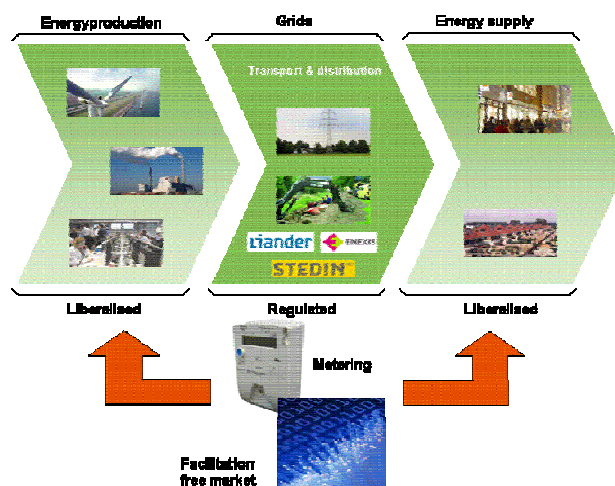 Energyproduction
Grids
Energy supply
Transport & distribution
Liander
ENEXIS
STEDIN
Liberalised
Regulated
Liberalised
Metering
Facilitation
free market